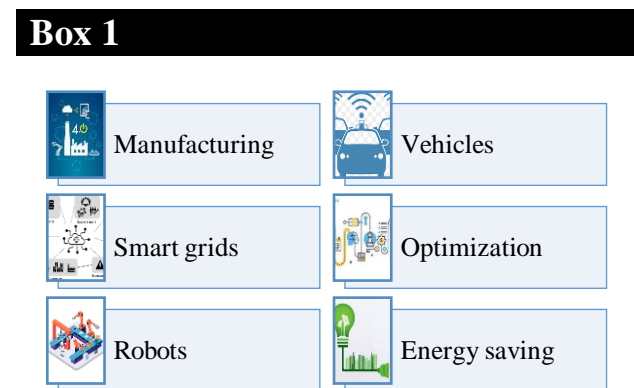 Box 1
Manufacturing
Vehicles
Smart grids
Optimization
Robots
Energy saving